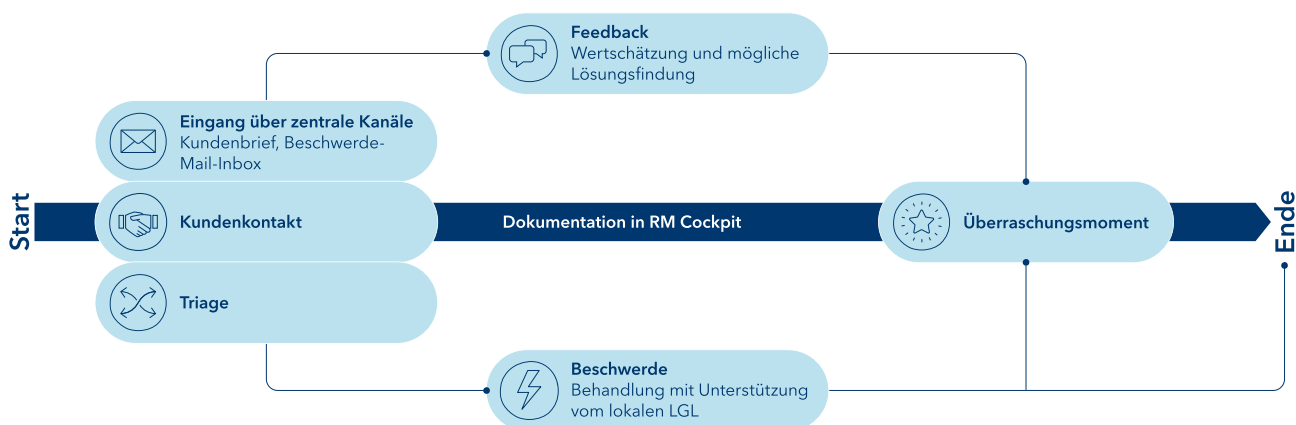 Feedback
Wertschätzung und mögliche
Lösungsfindung
Eingang über zentrale Kanäle
Kundenbrief, Beschwerde-
Mail-Inbox
Start
Kundenkontakt
Dokumentation in RM Cockpit
Überraschungsmoment
Ende
Triage
Beschwerde
Behandlung mit Unterstützung
vom lokalen LGL